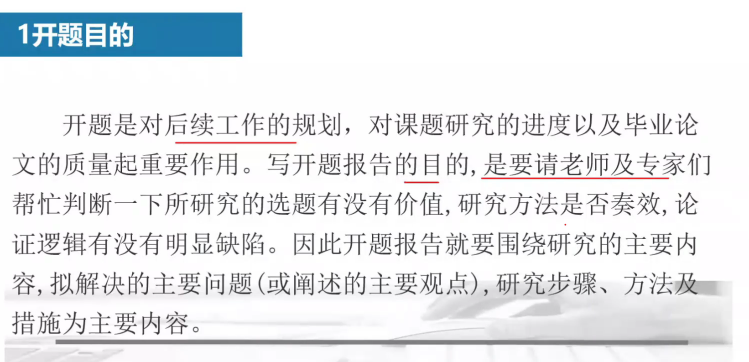 1开题目的
开题是对后续工作的规划，对课题研究的进度以及毕业论
文的质量起重要作用。写开题报告的目的,是要请老师及专家们
帮忙判断一下所研究的选题有没有价值,研究方法是否奏效,论
证逻辑有没有明显缺陷。因此开题报告就要围绕研究的主要内
容,拟解决的主要问题(或阐述的主要观点),研究步骤、方法及
措施为主要内容。